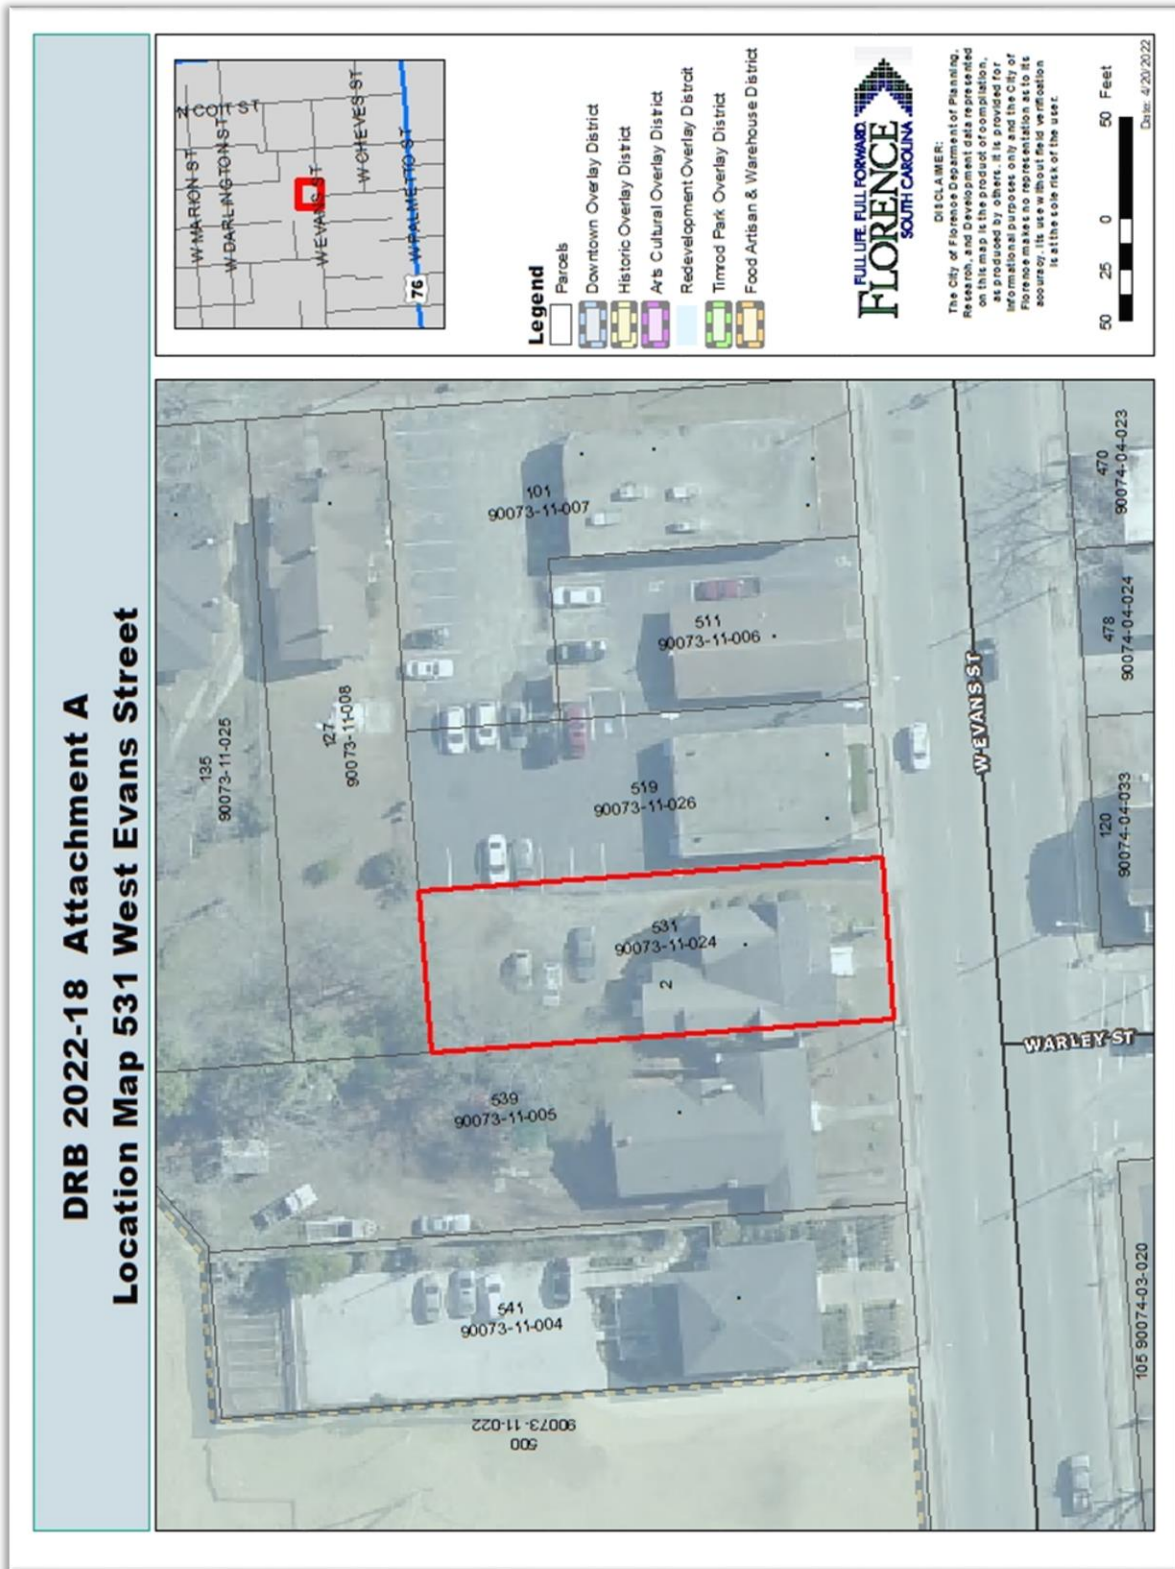 DRB 2022-18 Attachment A
Location Map 531 West Evans Street
135
90073-11-025
127
90073-11-008
101
90073-11-007
511
90073-11-006
519
90073-11-026
531
90073-11-024
2
539
90073-11-005
541
90073-11-004
500
90073-11-022
W EVANS ST
WARLEY ST
470
90074-04-023
478
90074-04-024
120
90074-04-033
105 90074-03-020
W MARION ST
W DARLINGTON ST
W EVANS ST
W CHEVES ST
W PALMETTO ST
76
Legend
Parcels
Downtown Overlay District
Historic Overlay District
Arts Cultural Overlay District
Redevelopment Overlay Distrcit
Timrod Park Overlay District
Food Artisan & Warehouse District
FULL LIFE. FULL FORWARD.
FLORENCE
SOUTH CAROLINA
DISCLAIMER:
The City of Florence Deparment of Planning,
Research, and Development data represented
on this map is the product of compilation,
as produced by others. It is provided for
informational purposes only and the City of
Florence makes no representation as to its
accuracy. Its use without field verification
is at the sole risk of the user.
50 25 0 50 Feet
Date: 4/20/2022